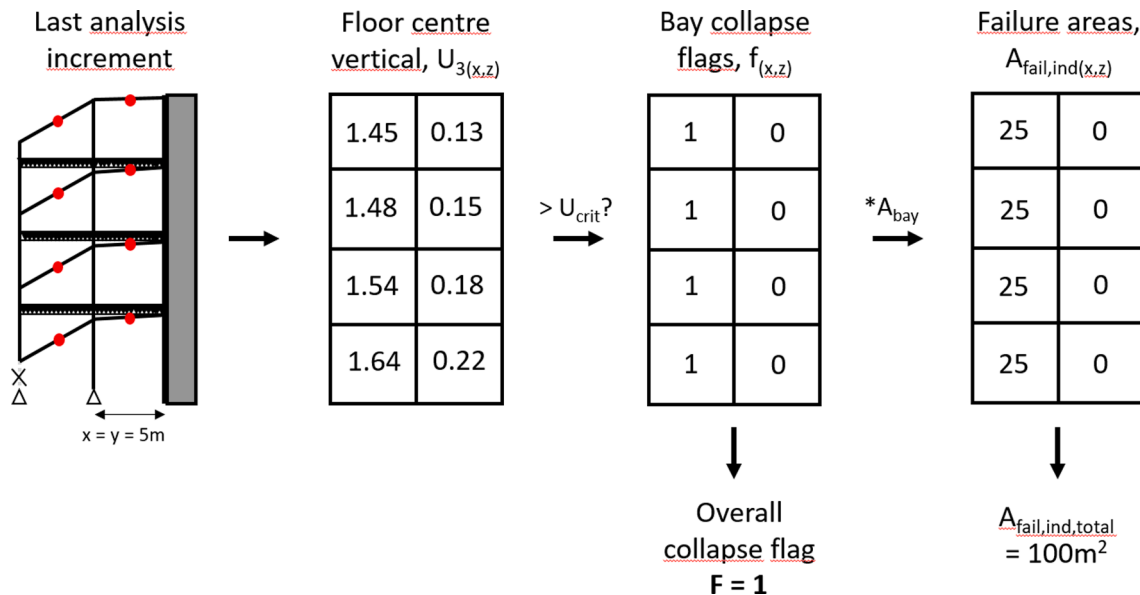 Last analysis
increment
Floor centre
vertical, U3(x,z)
Bay collapse
flags, f(x,z)
Failure areas,
Afail,ind(x,z)
1.45 0.13
1.48 0.15
1.54 0.18
1.64 0.22
> Ucrit?
1 0
1 0
1 0
1 0
*Abay
25 0
25 0
25 0
25 0
X
x = y = 5m
Overall
collapse flag
F = 1
Afail,ind,total
= 100m²